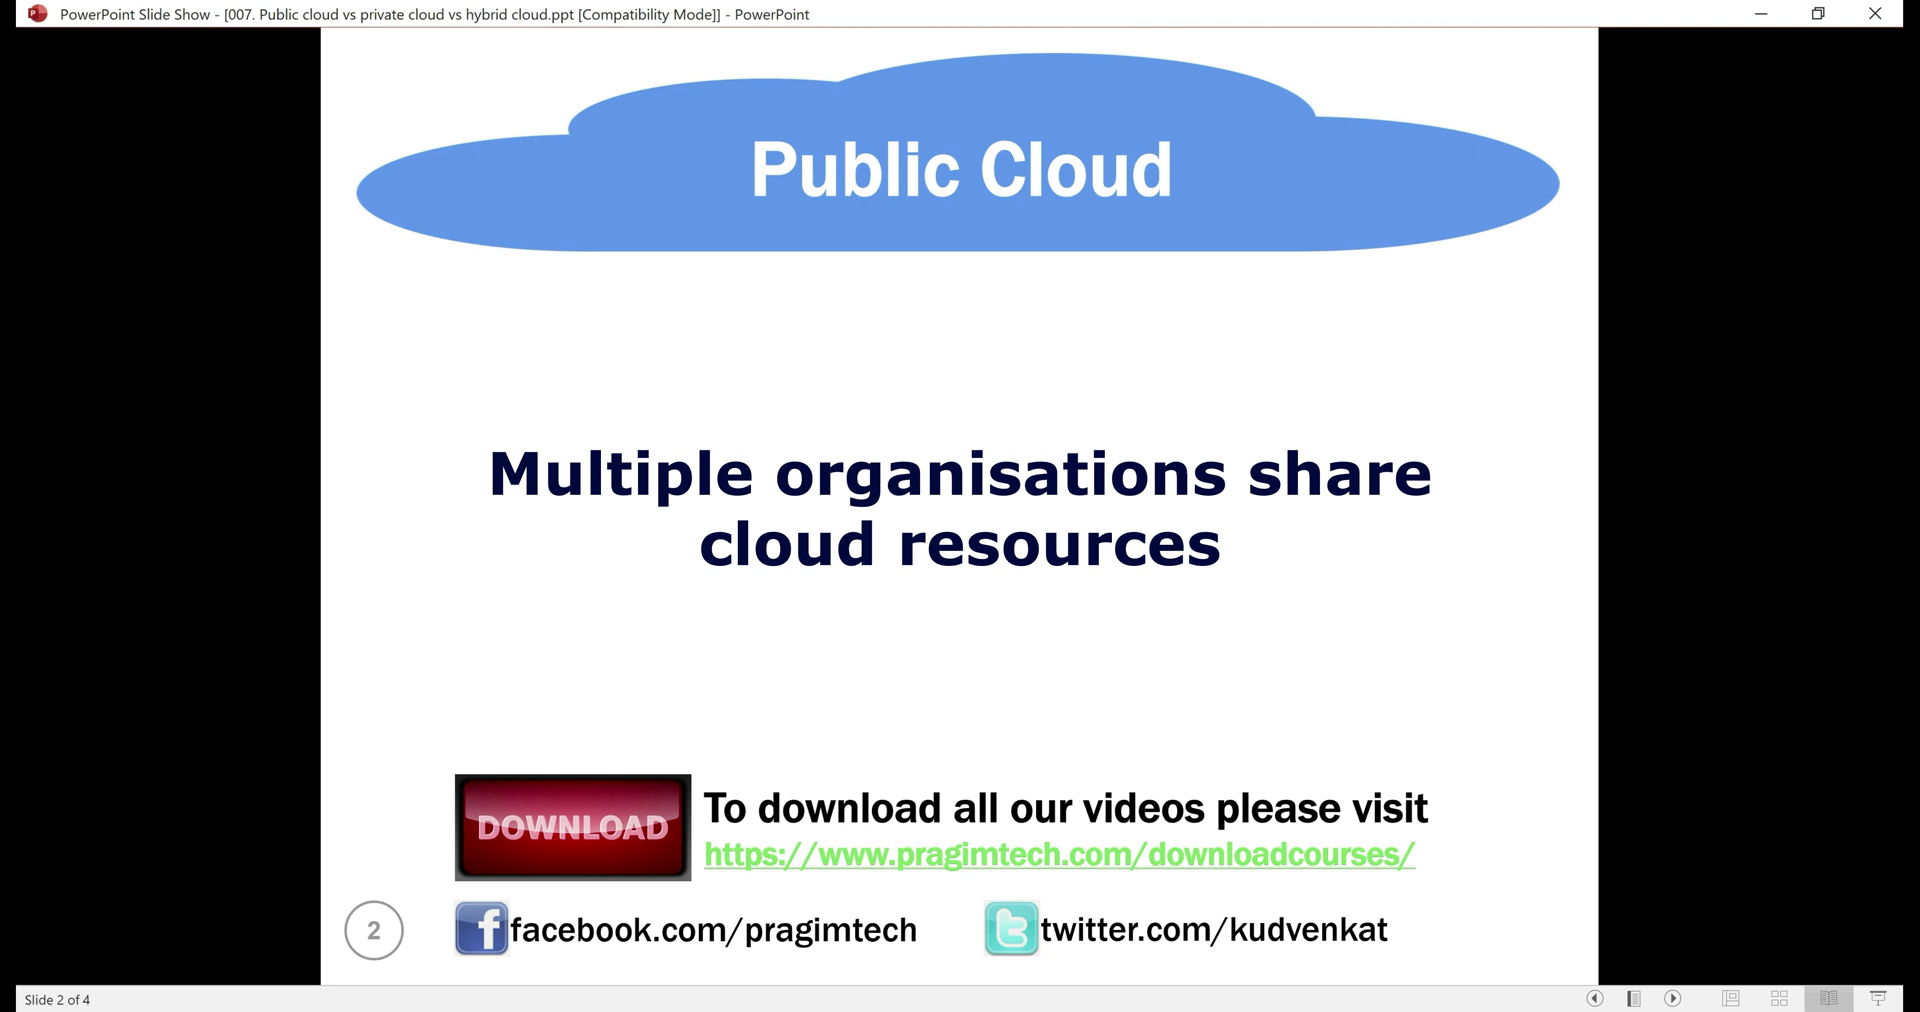 PowerPoint Slide Show - [007. Public cloud vs private cloud vs hybrid cloud.ppt [Compatibility Mode]] - PowerPoint
Public Cloud
Multiple organisations share
cloud resources
DOWNLOAD
To download all our videos please visit
https://www.pragimtech.com/downloadcourses/
2
facebook.com/pragimtech
twitter.com/kudvenkat
Slide 2 of 4